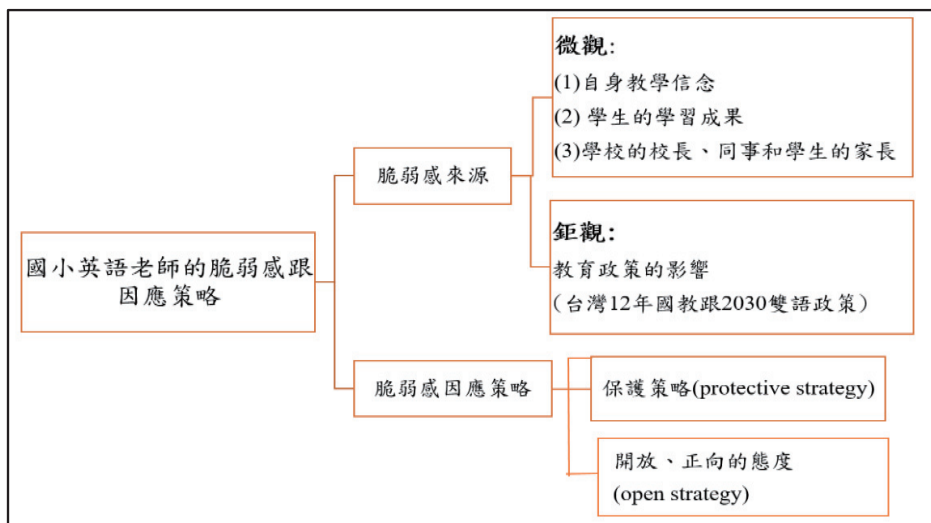 國小英語老師的脆弱感跟
因應策略
脆弱感來源
微觀:
(1)自身教學信念
(2) 學生的學習成果
(3)學校的校長、同事和學生的家長
鉅觀:
教育政策的影響
(台灣12年國教跟2030雙語政策)
脆弱感因應策略
保護策略(protective strategy)
開放、正向的態度
(open strategy)